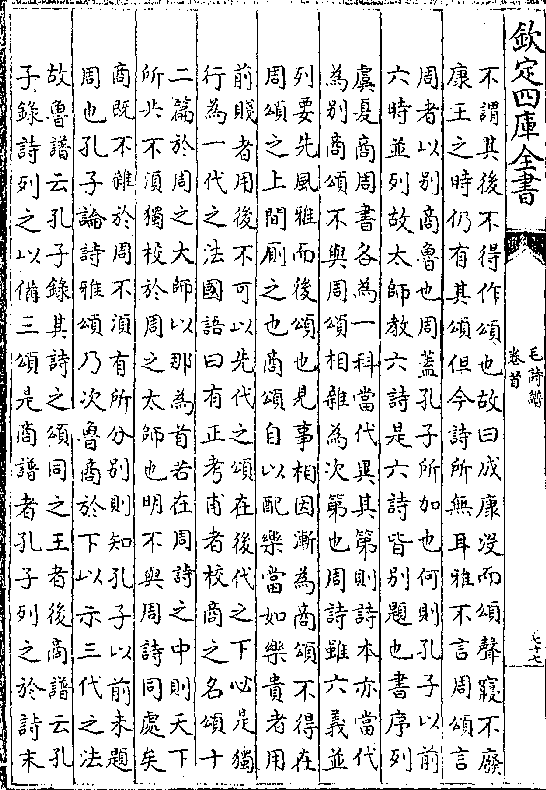 欽定四庫全書
毛詩譜
卷首
七十七
不謂其後不得作頌也故曰成康没而頌聲寢不廢
康王之時仍有其頌但今詩所無耳雅不言周頌言
周者以别商魯也周蓋孔子所加也何則孔子以前
六時並列故太師教六詩是六詩皆别題也書序列
虞夏商周書各為一科當代異其第則詩本亦當代
為别商頌不與周頌相雜為次第也周詩雖六義並
列要先風雅而後頌也見事相因漸為商頌不得在
周頌之上間厠之也商頌自以配樂當如樂貴者用
前賤者用後不可以先代之頌在後代之下必是獨
行為一代之法國語曰有正考甫者校商之名頌十
二篇於周之大師以那為首若在周詩之中則天下
所共不須獨校於周之太師也明不與周詩同處矣
商既不雜於周不須有所分别則知孔子以前未題
周也孔子論詩雅頌乃次魯商於下以示三代之法
故魯譜云孔子錄其詩之頌同之王者後商譜云孔
子錄詩列之以備三頌是商譜者孔子列之於詩末